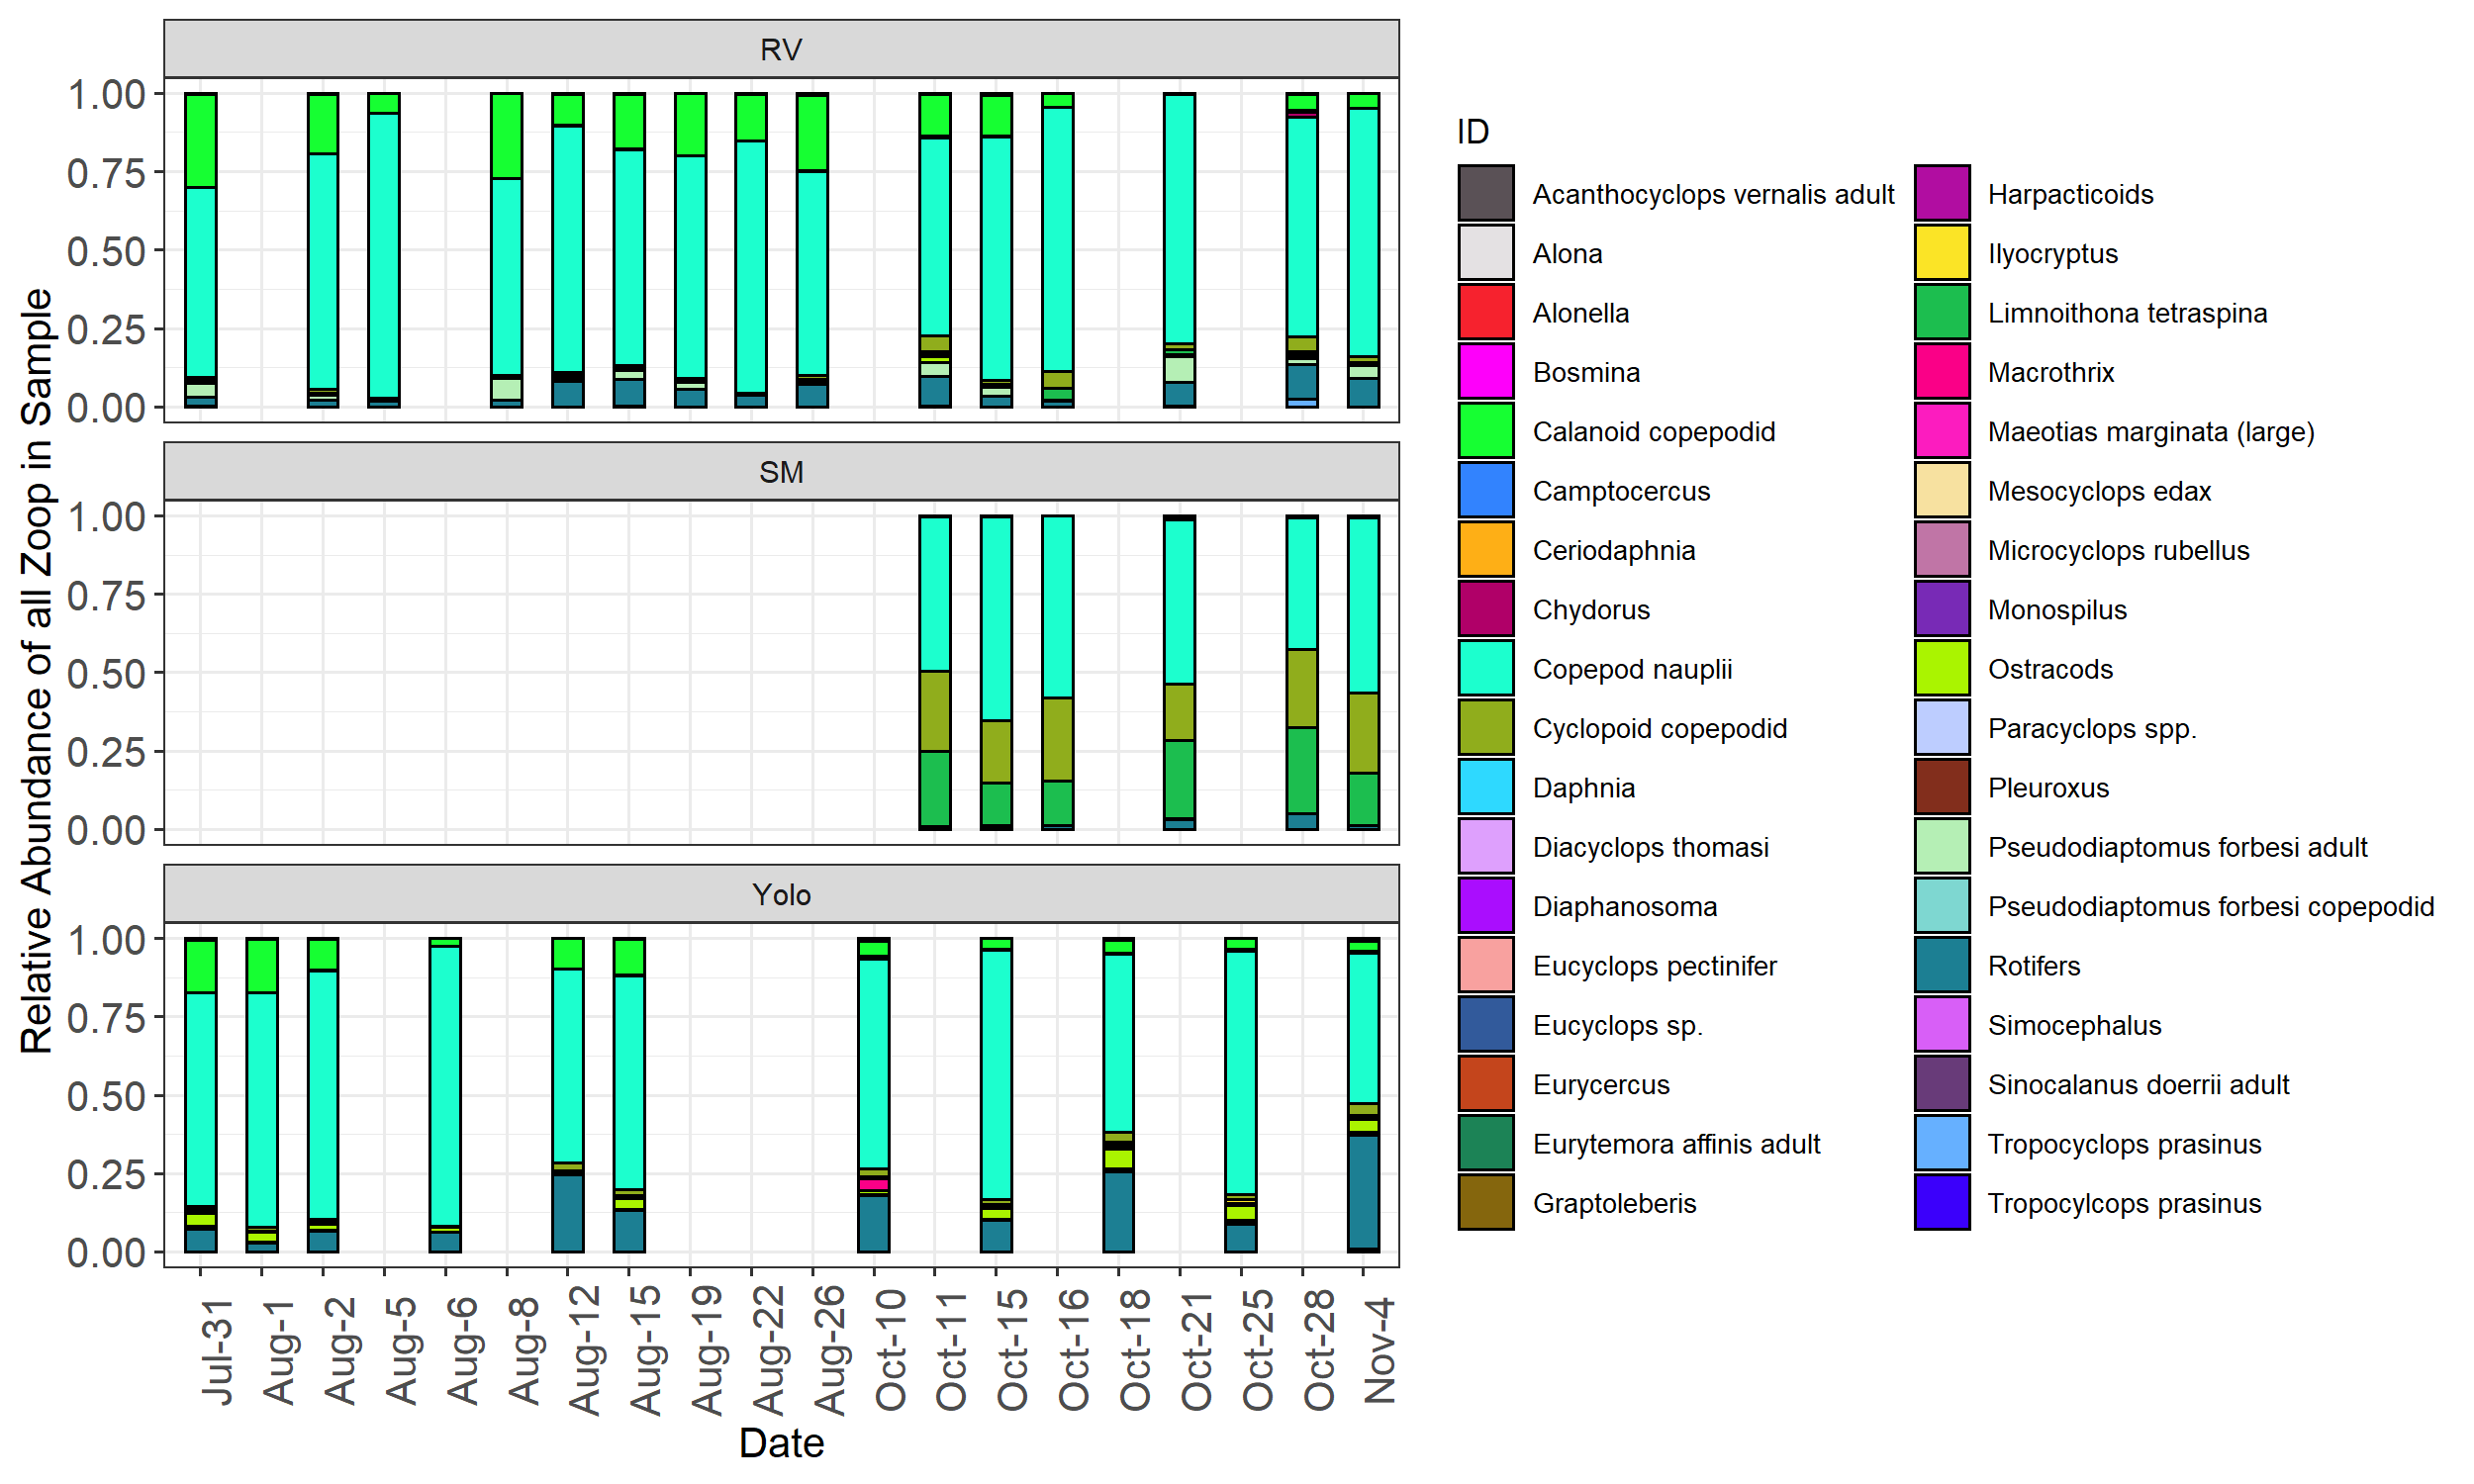 RV
1.00
0.75
0.50
0.25
0.00
SM
1.00
0.75
0.50
0.25
0.00
Yolo
1.00
0.75
0.50
0.25
0.00
Relative Abundance of all Zoop in Sample
Jul-31
Aug-1
Aug-2
Aug-5
Aug-6
Aug-8
Aug-12
Aug-15
Aug-19
Aug-22
Aug-26
Oct-10
Oct-11
Oct-15
Oct-16
Oct-18
Oct-21
Oct-25
Oct-28
Nov-4
Date
ID
Acanthocyclops vernalis adult
Alona
Alonella
Bosmina
Calanoid copepodid
Camptocercus
Ceriodaphnia
Chydorus
Copepod nauplii
Cyclopoid copepodid
Daphnia
Diacyclops thomasi
Diaphanosoma
Eucyclops pectinifer
Eucyclops sp.
Eurycercus
Eurytemora affinis adult
Graptoleberis
Harpacticoids
Ilyocryptus
Limnoithona tetraspina
Macrothrix
Maeotias marginata (large)
Mesocyclops edax
Microcyclops rubellus
Monospilus
Ostracods
Paracyclops spp.
Pleuroxus
Pseudodiaptomus forbesi adult
Pseudodiaptomus forbesi copepodid
Rotifers
Simocephalus
Sinocalanus doerrii adult
Tropocyclops prasinus
Tropocylcops prasinus